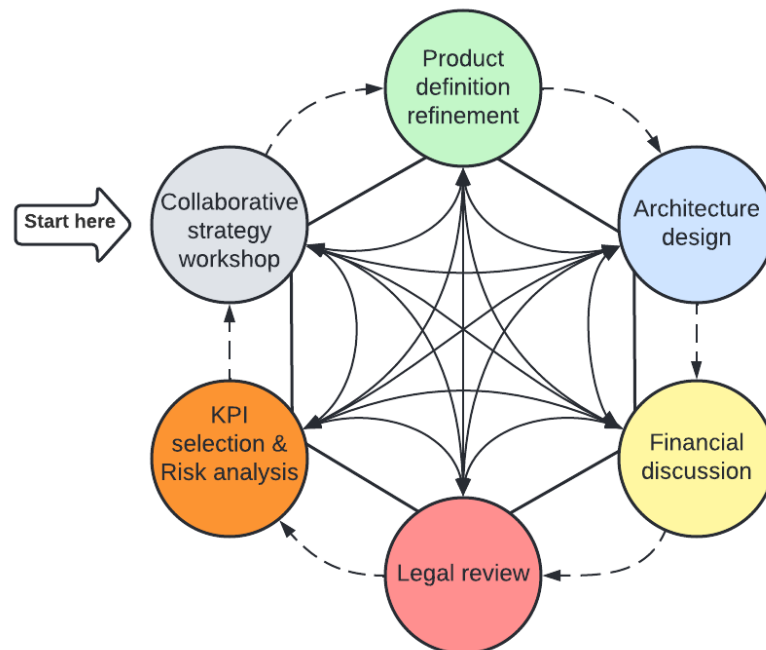 Product
definition
refinement
Start here
Collaborative
strategy
workshop
Architecture
design
KPI
selection &
Risk analysis
Financial
discussion
Legal review